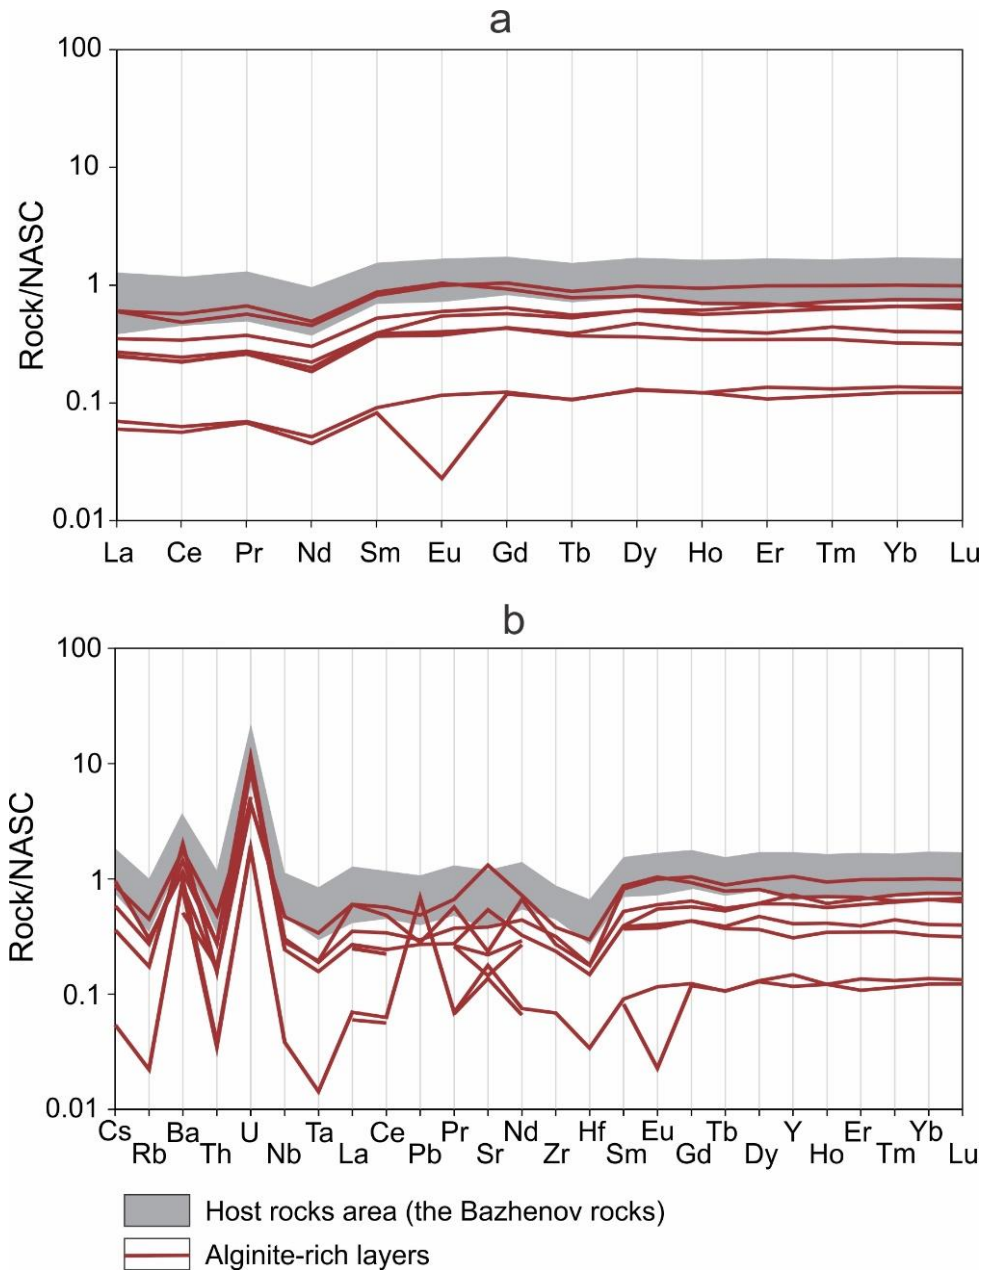 a
100
10
1
0.1
0.01
Rock/NASC
La Ce Pr Nd Sm Eu Gd Tb Dy Ho Er Tm Yb Lu
b
100
10
1
0.1
0.01
Rock/NASC
Cs Ba U Ta Ce Pr Nd Hf Eu Tb Y Er Yb
Rb Th Nb La Pb Sr Zr Sm Gd Dy Ho Tm Lu
Host rocks area (the Bazhenov rocks)
Alginite-rich layers